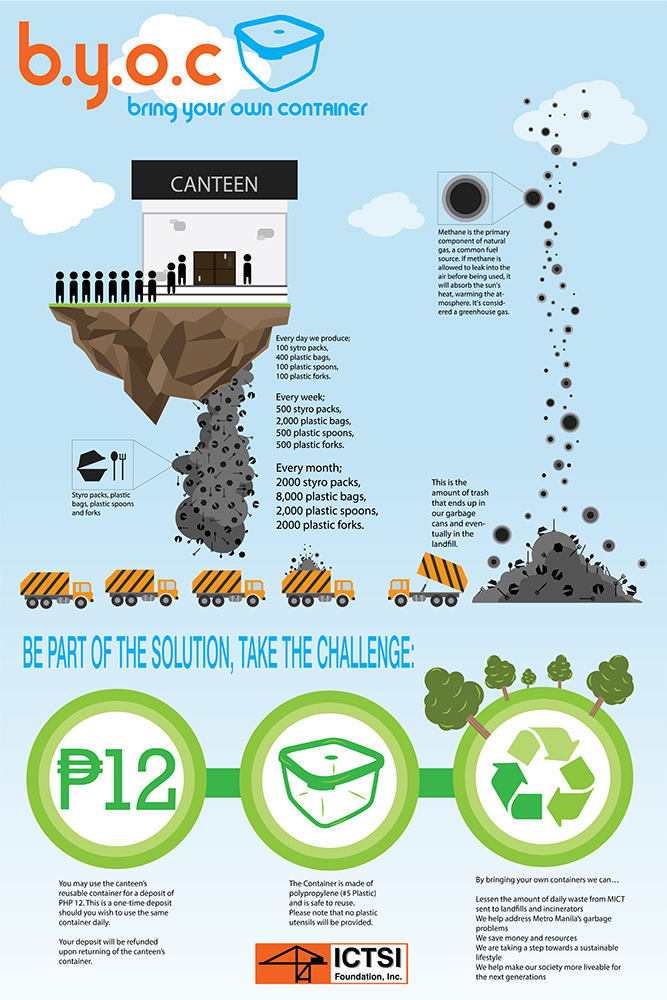 b.y.o.c
bring your own container
CANTEEN
Methane is the primary
component of natural
gas, a common fuel
source. If methane is
allowed to leak into the
air before being used, it
will absorb the sun's
heat, warming the at-
mosphere. It's consid-
ered a greenhouse gas.
Every day we produce;
100 sytro packs,
400 plastic bags,
100 plastic spoons,
100 plastic forks.
Every week;
500 styro packs,
2,000 plastic bags,
500 plastic spoons,
500 plastic forks.
Every month;
2000 styro packs,
8,000 plastic bags,
2,000 plastic spoons,
2000 plastic forks.
Styro packs, plastic
bags, plastic spoons
and forks
This is the
amount of trash
that ends up in
our garbage
cans and even-
tually in the
landfill.
BE PART OF THE SOLUTION, TAKE THE CHALLENGE:
₱12
You may use the canteen's
reusable container for a deposit of
PHP 12. This is a one-time deposit
should you wish to use the same
container daily.
Your deposit will be refunded
upon returning of the canteen's
container.
The Container is made of
polypropylene (#5 Plastic)
and is safe to reuse.
Please note that no plastic
utensils will be provided.
By bringing your own containers we can…
Lessen the amount of daily waste from MICT
sent to landfills and incinerators
We help address Metro Manila's garbage
problems
We save money and resources
We are taking a step towards a sustainable
lifestyle
We help make our society more liveable for
the next generations
ICTSI
Foundation, Inc.